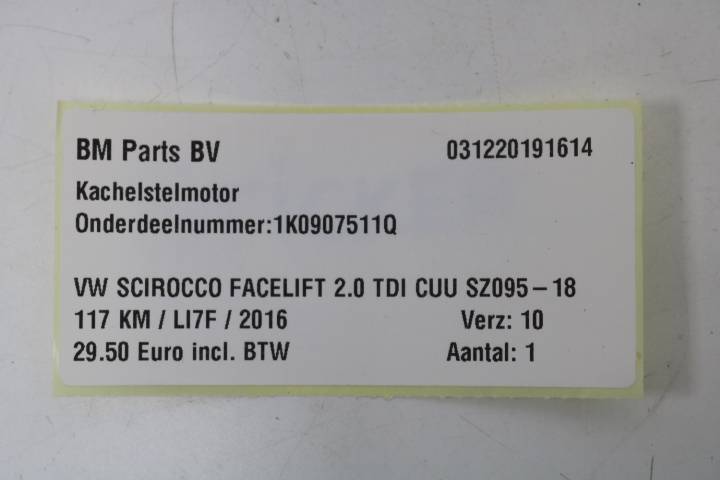 BM Parts BV 031220191614
Kachelstelmotor
Onderdeelnummer:1K0907511Q
VW SCIROCCO FACELIFT 2.0 TDI CUU SZ095-18
117 KM / LI7F / 2016 Verz: 10
29.50 Euro incl. BTW Aantal: 1